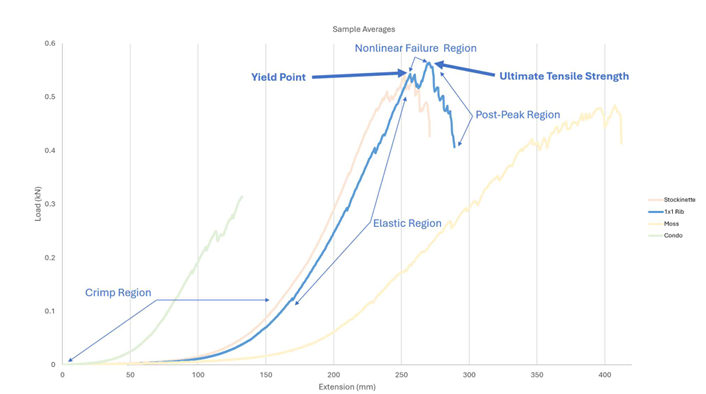 Sample Averages
0.6
Nonlinear Failure Region
Yield Point
Ultimate Tensile Strength
0.5
Post-Peak Region
0.4
Load (kN)
0.3
Stockinette
1x1 Rib
Moss
Condo
Elastic Region
0.2
Crimp Region
0.1
0
0 50 100 150 200 250 300 350 400
Extension (mm)